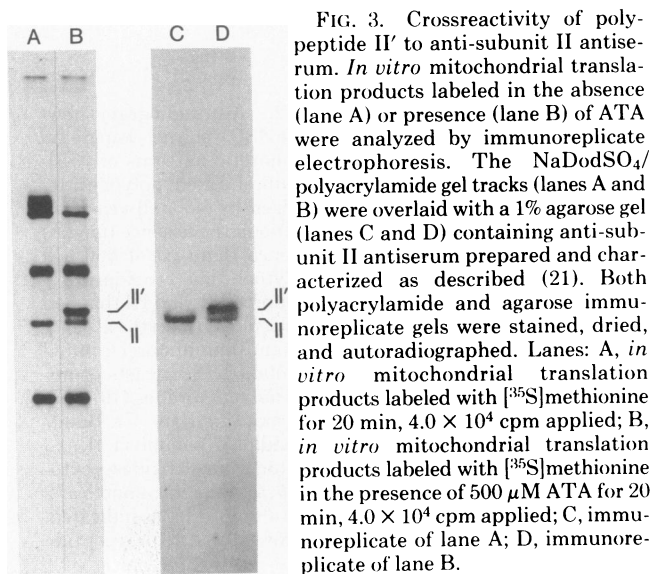 A B C D
II'
II
II'
II
FIG. 3. Crossreactivity of poly-
peptide II′ to anti-subunit II antise-
rum. In vitro mitochondrial transla-
tion products labeled in the absence
(lane A) or presence (lane B) of ATA
were analyzed by immunoreplicate
electrophoresis. The NaDodSO4/
polyacrylamide gel tracks (lanes A and
B) were overlaid with a 1% agarose gel
(lanes C and D) containing anti-sub-
unit II antiserum prepared and char-
acterized as described (21). Both
polyacrylamide and agarose immu-
noreplicate gels were stained, dried,
and autoradiographed. Lanes: A, in
vitro mitochondrial translation
products labeled with [³⁵S]methionine
for 20 min, 4.0 × 10⁴ cpm applied; B,
in vitro mitochondrial translation
products labeled with [³⁵S]methionine
in the presence of 500 μM ATA for 20
min, 4.0 × 10⁴ cpm applied; C, immu-
noreplicate of lane A; D, immunore-
plicate of lane B.